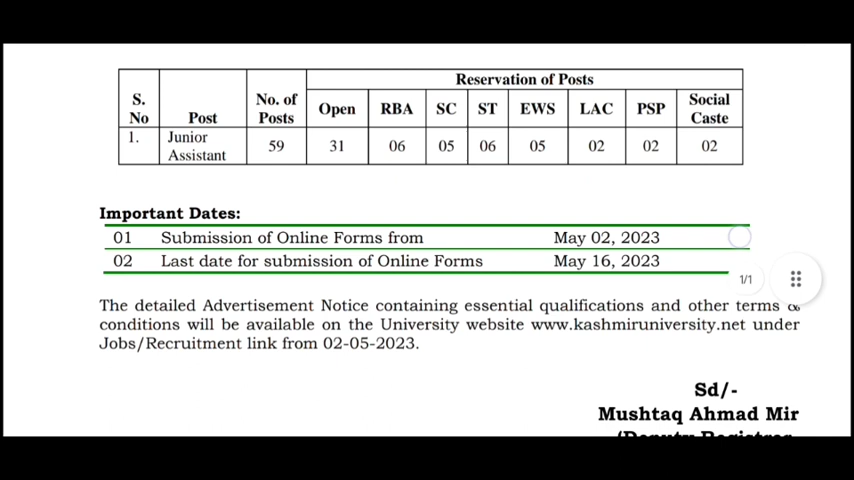 Reservation of Posts
S. No Post No. of Posts Open RBA SC ST EWS LAC PSP Social Caste
1. Junior Assistant 59 31 06 05 06 05 02 02 02
Important Dates:
01 Submission of Online Forms from May 02, 2023
02 Last date for submission of Online Forms May 16, 2023
1/1
The detailed Advertisement Notice containing essential qualifications and other terms &
conditions will be available on the University website www.kashmiruniversity.net under
Jobs/Recruitment link from 02-05-2023.
Sd/-
Mushtaq Ahmad Mir
(Deputy Registrar